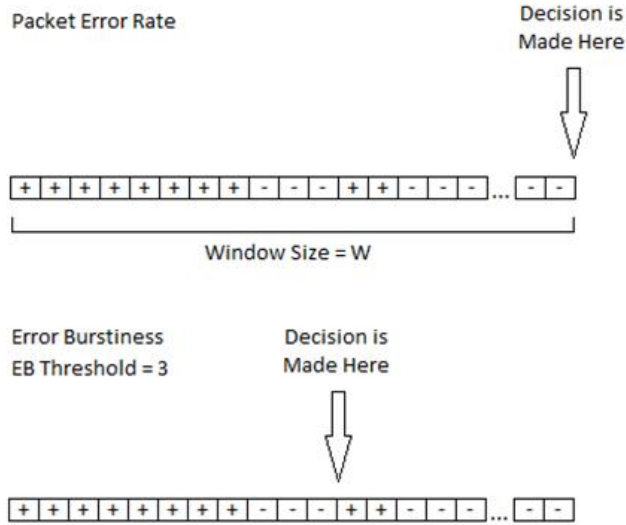 Packet Error Rate
Decision is
Made Here
+ + + + + + + + - - - + + - - - ... - -
Window Size = W
Error Burstiness
EB Threshold = 3
Decision is
Made Here
+ + + + + + + + - - - + + - - - ... - -